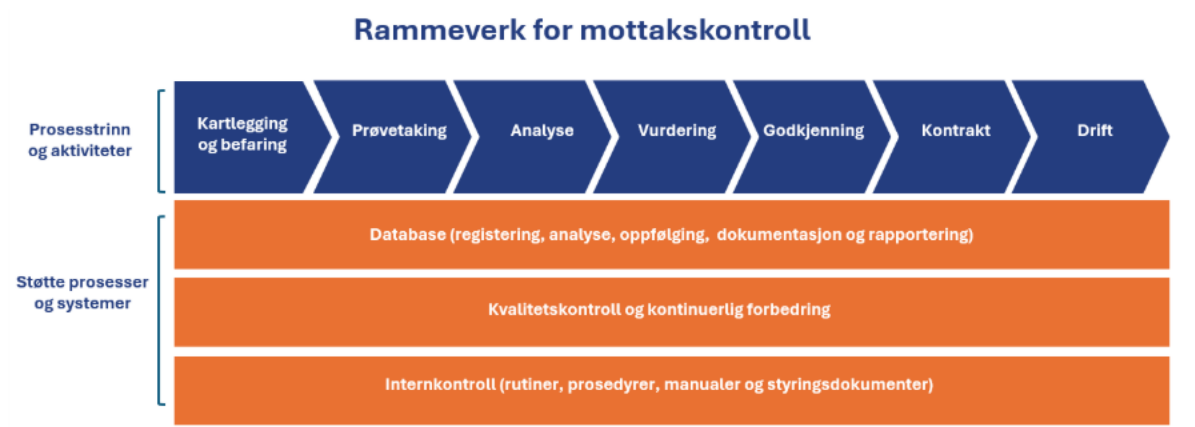 Rammeverk for mottakskontroll
Prosesstrinn
og aktiviteter
Kartlegging
og befaring
Prøvetaking
Analyse
Vurdering
Godkjenning
Kontrakt
Drift
Støtte prosesser
og systemer
Database (registering, analyse, oppfølging, dokumentasjon og rapportering)
Kvalitetskontroll og kontinuerlig forbedring
Internkontroll (rutiner, prosedyrer, manualer og styringsdokumenter)